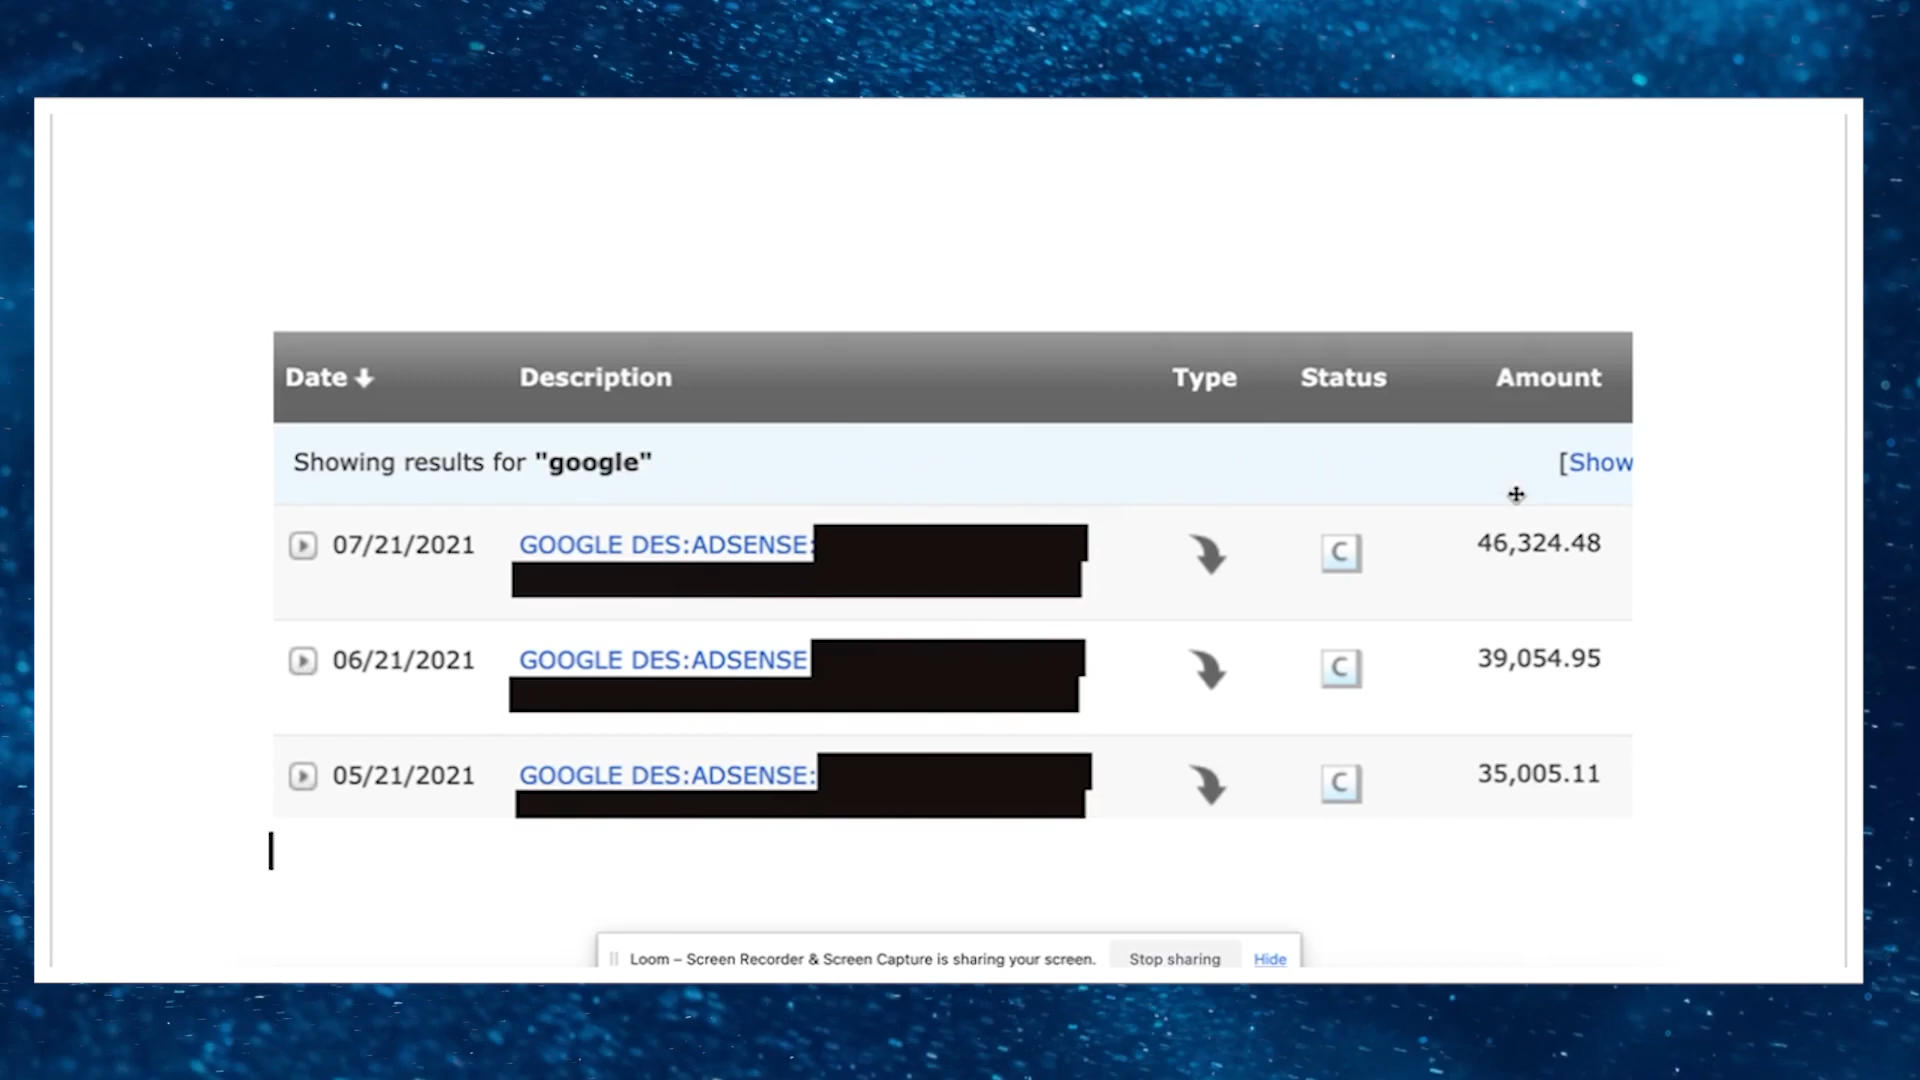 Date Description Type Status Amount
Showing results for "google" [Show
07/21/2021 GOOGLE DES:ADSENSE: C 46,324.48
06/21/2021 GOOGLE DES:ADSENSE C 39,054.95
05/21/2021 GOOGLE DES:ADSENSE: C 35,005.11
Loom – Screen Recorder & Screen Capture is sharing your screen. Stop sharing Hide